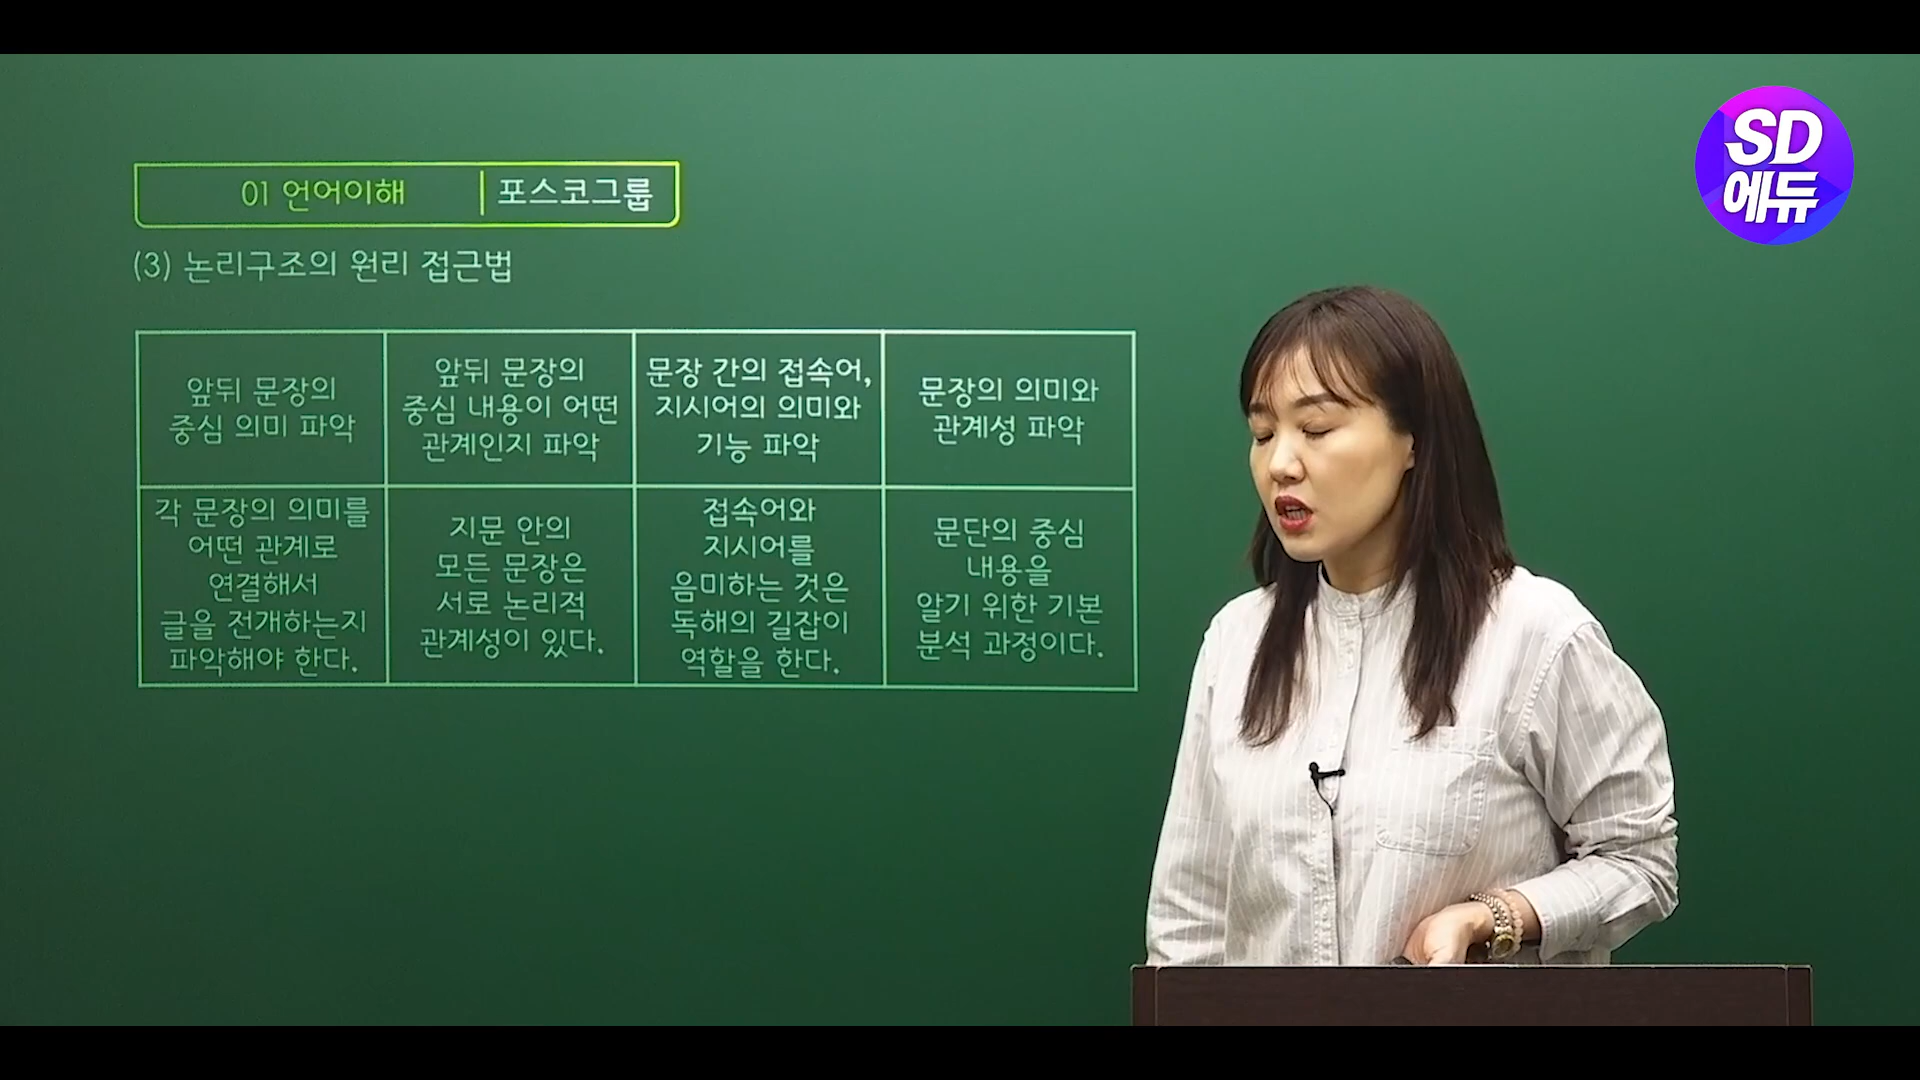 SD
에듀
01 언어이해 포스코그룹
(3) 논리구조의 원리 접근법
앞뒤 문장의
중심 의미 파악
앞뒤 문장의
중심 내용이 어떤
관계인지 파악
문장 간의 접속어,
지시어의 의미와
기능 파악
문장의 의미와
관계성 파악
각 문장의 의미를
어떤 관계로
연결해서
글을 전개하는지
파악해야 한다.
지문 안의
모든 문장은
서로 논리적
관계성이 있다.
접속어와
지시어를
음미하는 것은
독해의 길잡이
역할을 한다.
문단의 중심
내용을
알기 위한 기본
분석 과정이다.